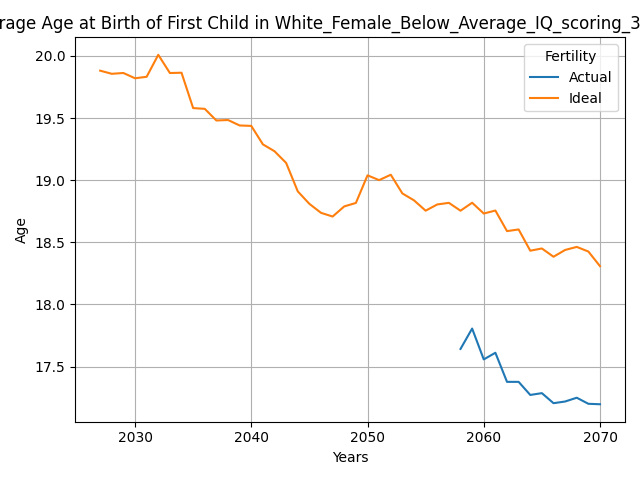 rage Age at Birth of First Child in White_Female_Below_Average_IQ_scoring_3
Fertility
Actual
Ideal
Age
20.0
19.5
19.0
18.5
18.0
17.5
2030 2040 2050 2060 2070
Years